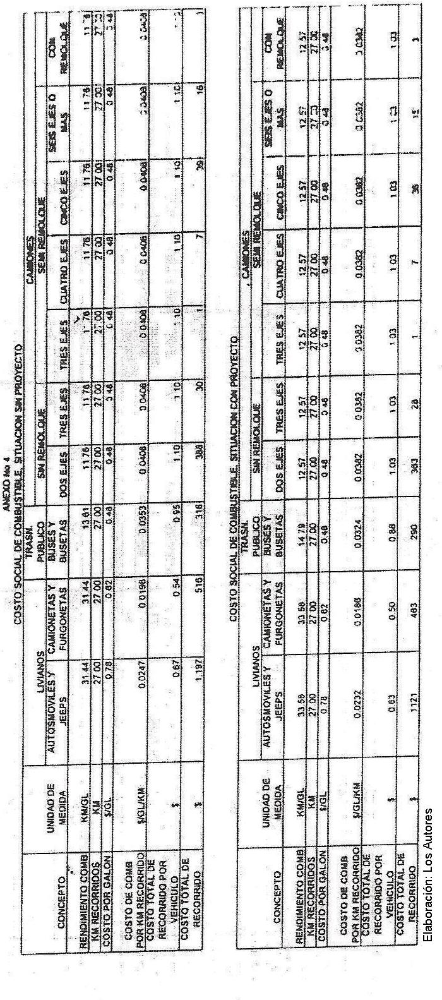 ANEXO No 4
COSTO SOCIAL DE COMBUSTIBLE, SITUACION SIN PROYECTO
CONCEPTO UNIDAD DE MEDIDA LIVIANOS TRASN. PUBLICO CAMIONES
SIN REMOLQUE SEMI REMOLQUE
AUTOSMOVILES Y JEEPS CAMIONETAS Y FURGONETAS BUSES Y BUSETAS DOS EJES TRES EJES TRES EJES CUATRO EJES CINCO EJES SEIS EJES O MAS CON REMOLQUE
RENDIMIENTO COMB KM/GL 31.44 31.44 13.61 11.76 11.76 11.76 11.76 11.76
KM RECORRIDOS KM 27.00 27.00 27.00 27.00 27.00 27.00 27.00 27.00 27.00
COSTO POR GALON $/GL 0.78 0.62 0.48 0.48 0.48 0.48 0.48 0.48 0.48 0.48
COSTO DE COMB POR KM RECORRIDO $/GL/KM 0.0247 0.0198 0.0353 0.0408 0.0408 0.0408 0.0408 0.0408 0.0408 0.0408
COSTO TOTAL DE RECORRIDO POR VEHICULO $ 0.67 0.54 0.95 1.10 1.10 1.10 1.10 1.10 1.10
COSTO TOTAL DE RECORRIDO $ 1,197 516 316 30 1 7 39 16
COSTO SOCIAL DE COMBUSTIBLE, SITUACION CON PROYECTO
CONCEPTO UNIDAD DE MEDIDA LIVIANOS TRASN. PUBLICO CAMIONES
SIN REMOLQUE SEMI REMOLQUE
AUTOSMOVILES Y JEEPS CAMIONETAS Y FURGONETAS BUSES Y BUSETAS DOS EJES TRES EJES TRES EJES CUATRO EJES CINCO EJES SEIS EJES O MAS CON REMOLQUE
RENDIMIENTO COMB KM/GL 33.58 33.58 14.79 12.57 12.57 12.57 12.57 12.57 12.57 12.57
KM RECORRIDOS KM 27.00 27.00 27.00 27.00 27.00 27.00 27.00 27.00 27.00 27.00
COSTO POR GALON $/GL 0.78 0.62 0.48 0.48 0.48 0.48 0.48 0.48 0.48 0.48
COSTO DE COMB POR KM RECORRIDO $/GL/KM 0.0232 0.0186 0.0324 0.0382 0.0382 0.0382 0.0382 0.0382 0.0382 0.0382
COSTO TOTAL DE RECORRIDO POR VEHICULO $ 0.63 0.50 0.88 1.03 1.03 1.03 1.03 1.03 1.03 1.03
COSTO TOTAL DE RECORRIDO $ 1121 483 290 363 28 1 7 36 15 3
Elaboración: Los Autores